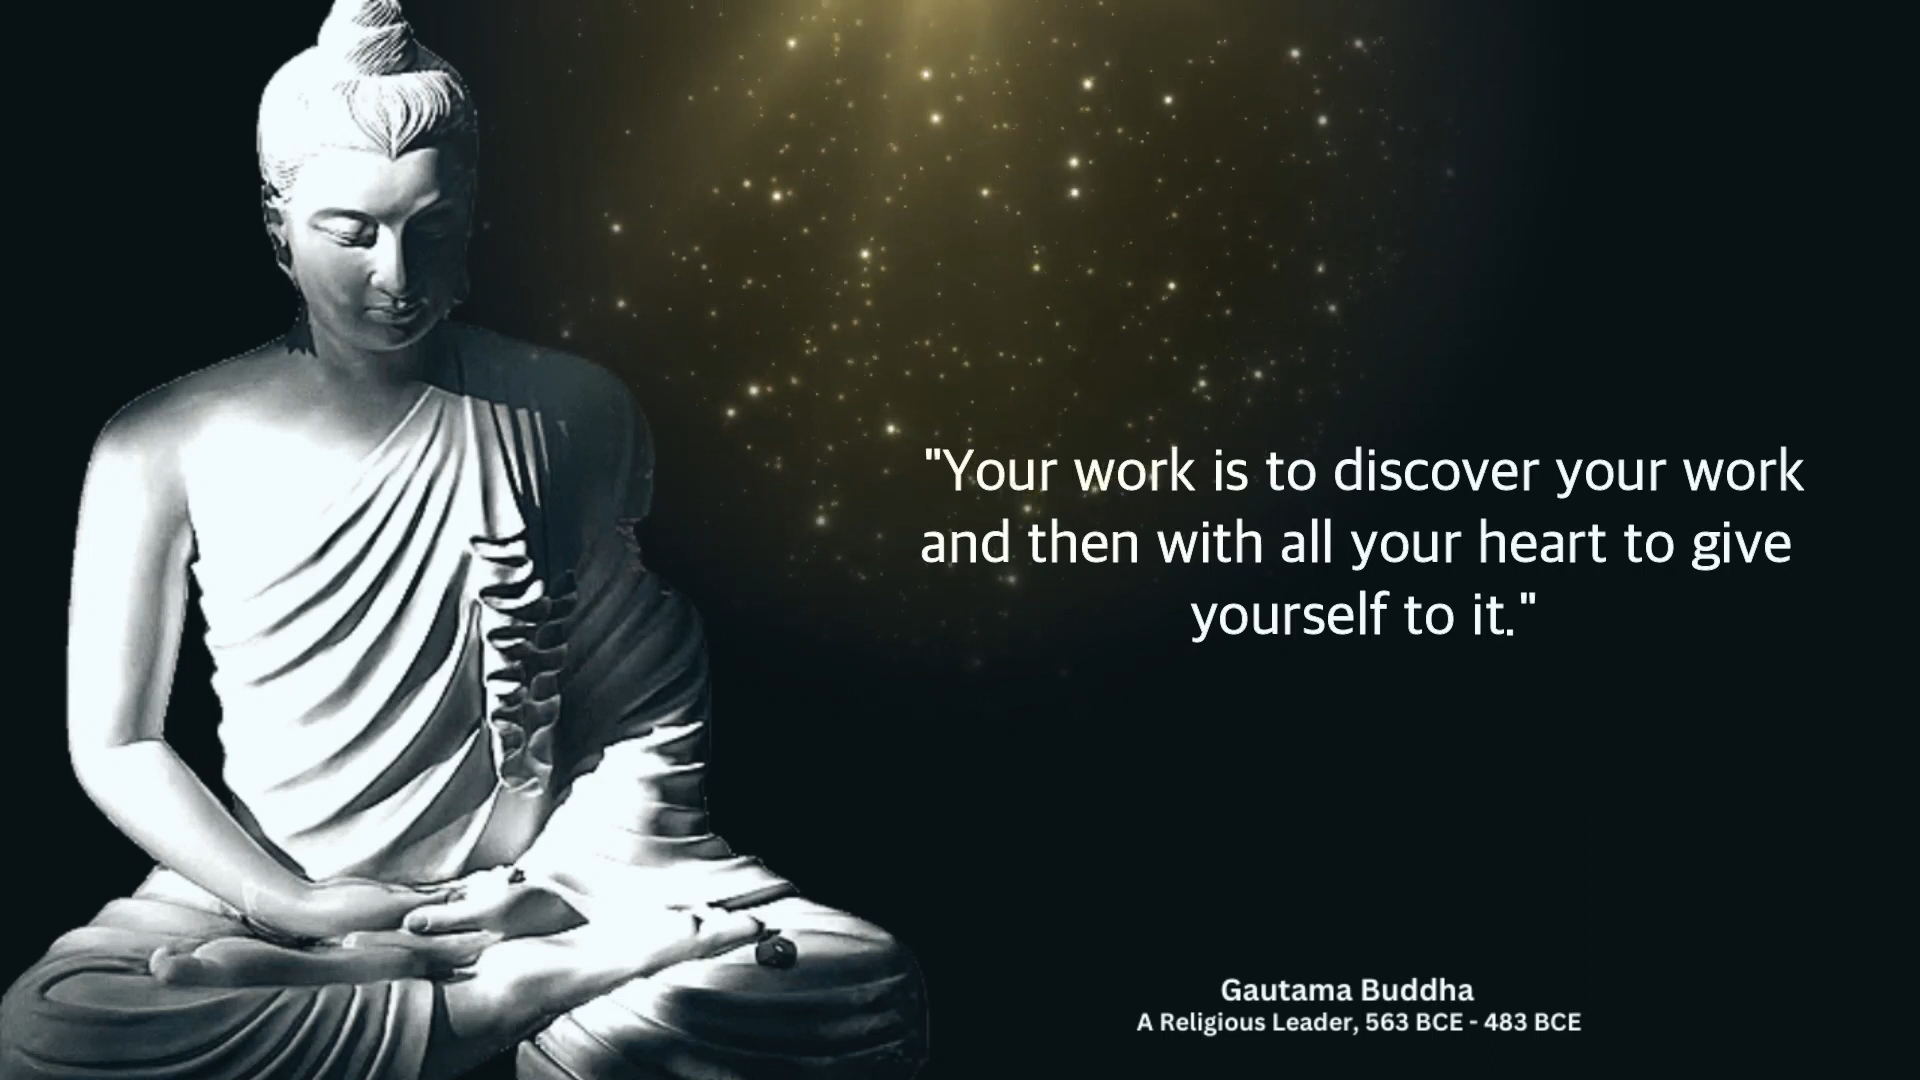 "Your work is to discover your work
and then with all your heart to give
yourself to it."
Gautama Buddha
A Religious Leader, 563 BCE - 483 BCE